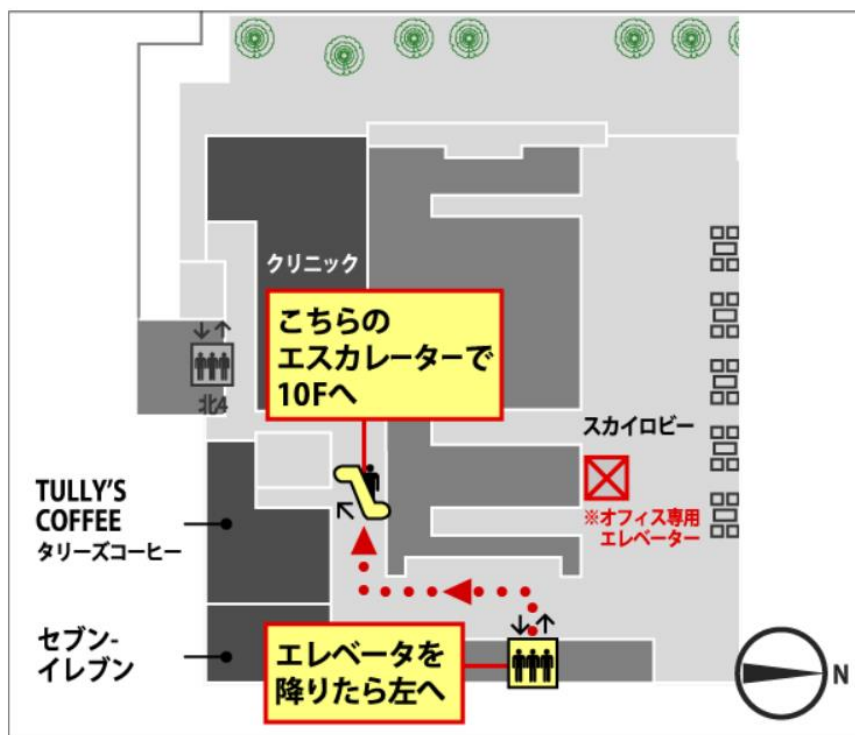 クリニック
こちらの
エスカレーターで
10Fへ
北4
スカイロビー
※オフィス専用
エレベーター
TULLY'S
COFFEE
タリーズコーヒー
セブン-
イレブン
エレベータを
降りたら左へ
N